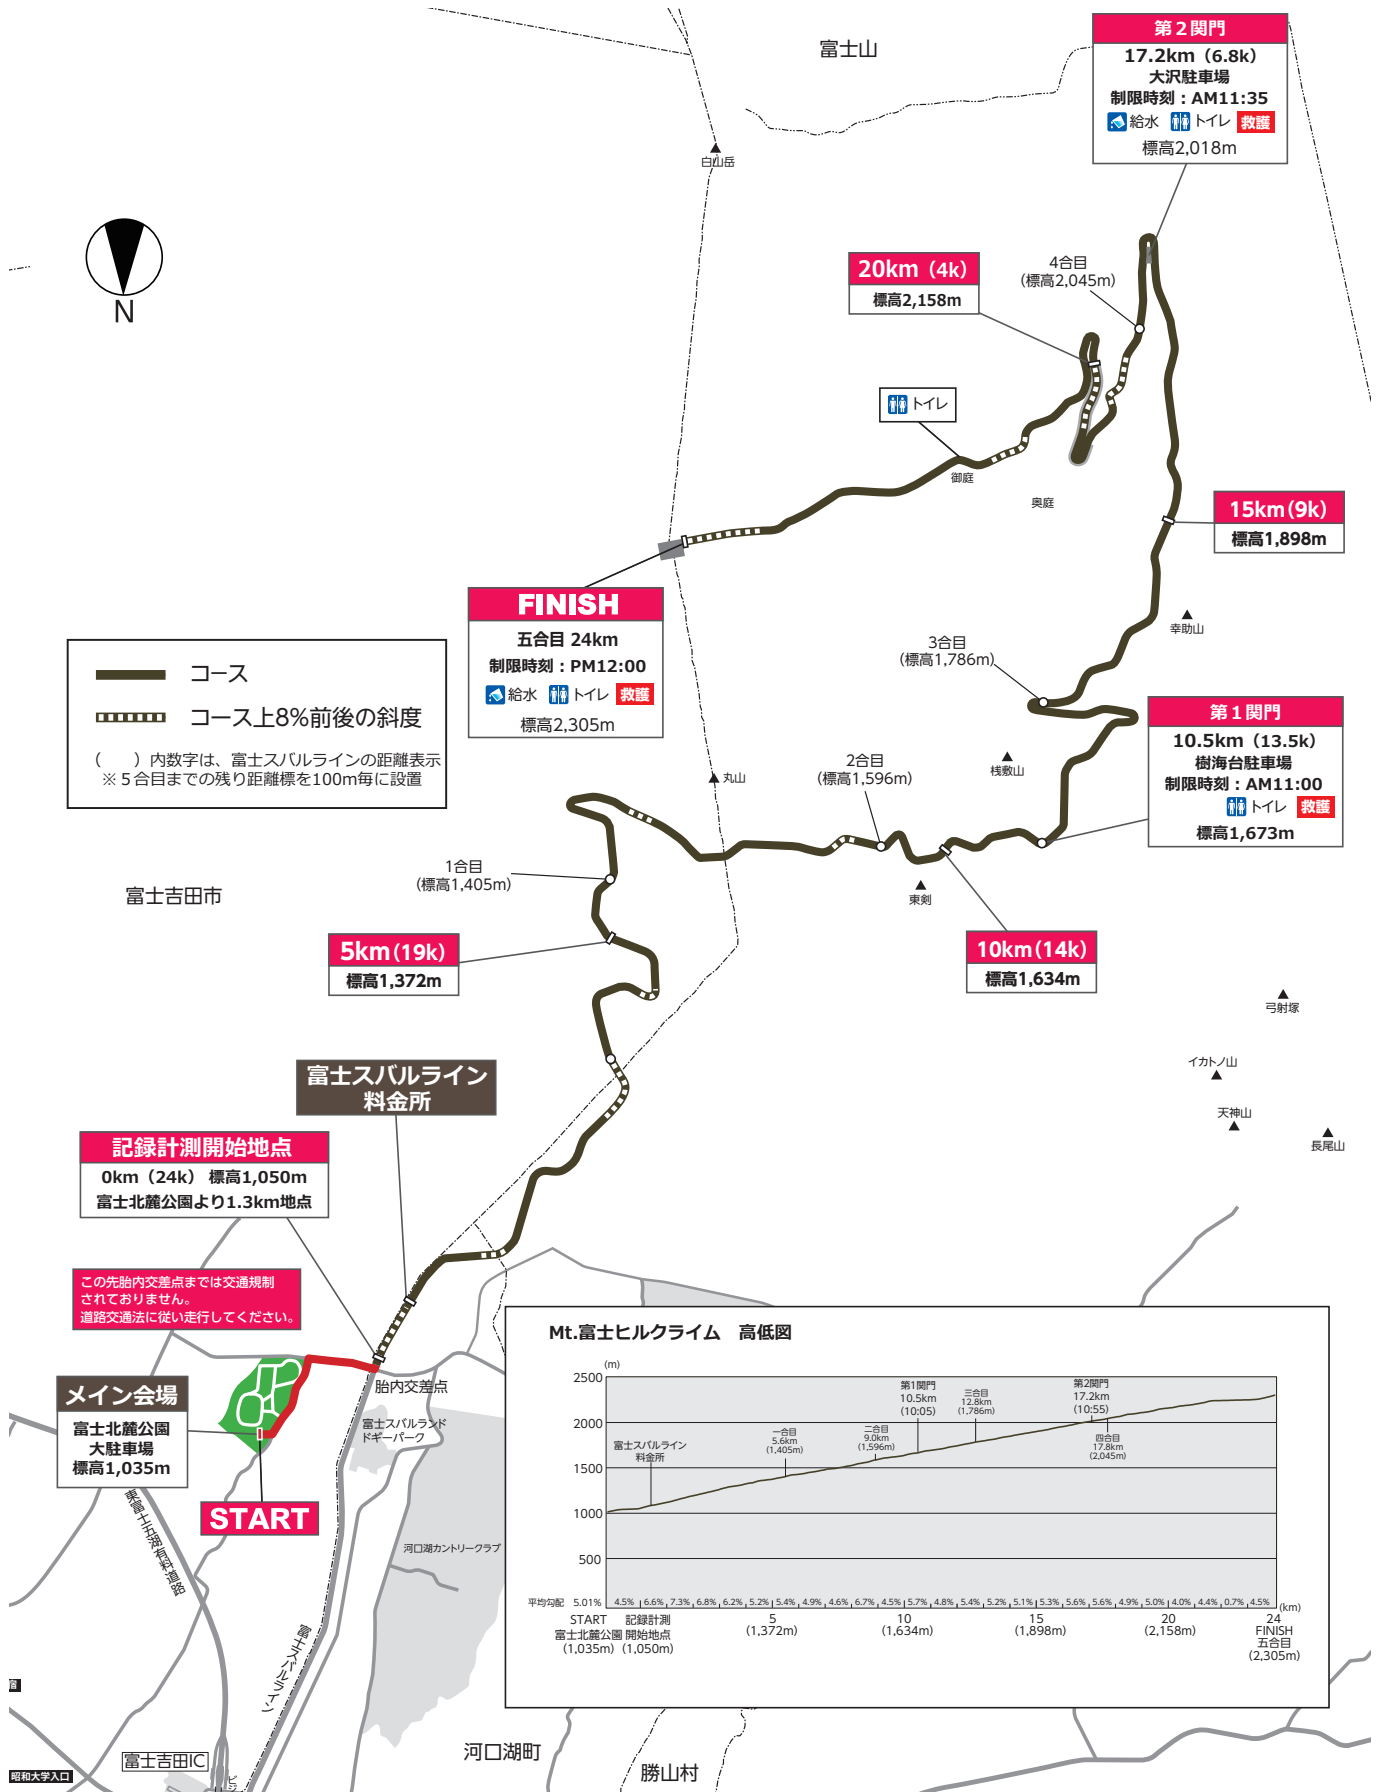 富士山
第２関門
17.2km（6.8k）
大沢駐車場
制限時刻：AM11:35
給水 トイレ 救護
標高2,018m
白山岳
N
20km（4k）
標高2,158m
4合目
（標高2,045m）
トイレ
御庭
奥庭
15km(9k)
標高1,898m
FINISH
五合目 24km
制限時刻：PM12:00
給水 トイレ 救護
標高2,305m
幸助山
3合目
（標高1,786m）
コース
コース上8%前後の斜度
（　）内数字は、富士スバルラインの距離表示
※５合目までの残り距離標を100m毎に設置
第１関門
10.5km（13.5k）
樹海台駐車場
制限時刻：AM11:00
トイレ 救護
標高1,673m
桟敷山
2合目
（標高1,596m）
丸山
1合目
（標高1,405m）
富士吉田市
東剣
5km(19k)
標高1,372m
10km(14k)
標高1,634m
弓射塚
イカトノ山
天神山
長尾山
富士スバルライン
料金所
記録計測開始地点
0km（24k） 標高1,050m
富士北麓公園より1.3km地点
この先胎内交差点までは交通規制
されておりません。
道路交通法に従い走行してください。
胎内交差点
メイン会場
富士北麓公園
大駐車場
標高1,035m
START
富士スバルランド
ドギーパーク
東富士五湖有料道路
河口湖カントリークラブ
富士スバルライン
Mt.富士ヒルクライム　高低図
(m)
2500
2000
1500
1000
500
富士スバルライン
料金所
一合目
5.6km
(1,405m)
二合目
9.0km
(1,596m)
第1関門
10.5km
(10:05)
三合目
12.8km
(1,786m)
第2関門
17.2km
(10:55)
四合目
17.8km
(2,045m)
平均勾配 5.01% 4.5% 6.6% 7.3% 6.8% 6.2% 5.2% 5.4% 4.9% 4.6% 6.7% 4.5% 5.7% 4.8% 5.4% 5.2% 5.1% 5.3% 5.6% 5.6% 4.9% 5.0% 4.0% 4.4% 0.7% 4.5% (km)
START 記録計測 5 10 15 20 24
富士北麓公園 開始地点 (1,372m) (1,634m) (1,898m) (2,158m) FINISH
(1,035m) (1,050m) 五合目
(2,305m)
富士吉田IC
昭和大学入口
河口湖町
勝山村